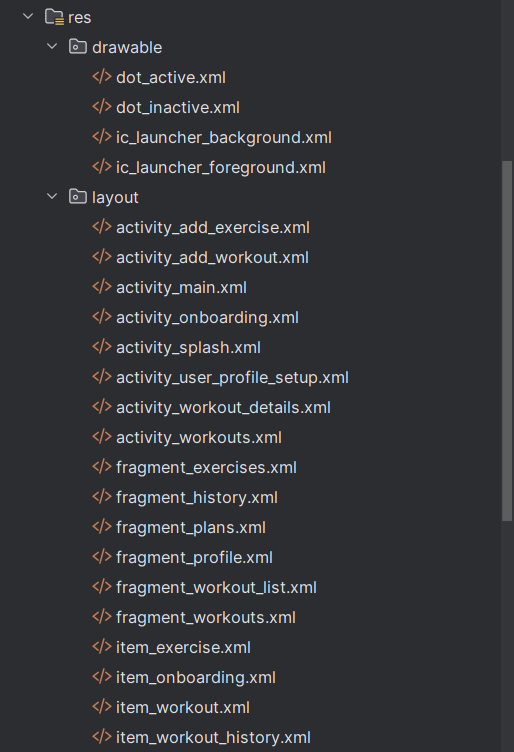 res
drawable
dot_active.xml
dot_inactive.xml
ic_launcher_background.xml
ic_launcher_foreground.xml
layout
activity_add_exercise.xml
activity_add_workout.xml
activity_main.xml
activity_onboarding.xml
activity_splash.xml
activity_user_profile_setup.xml
activity_workout_details.xml
activity_workouts.xml
fragment_exercises.xml
fragment_history.xml
fragment_plans.xml
fragment_profile.xml
fragment_workout_list.xml
fragment_workouts.xml
item_exercise.xml
item_onboarding.xml
item_workout.xml
item_workout_history.xml